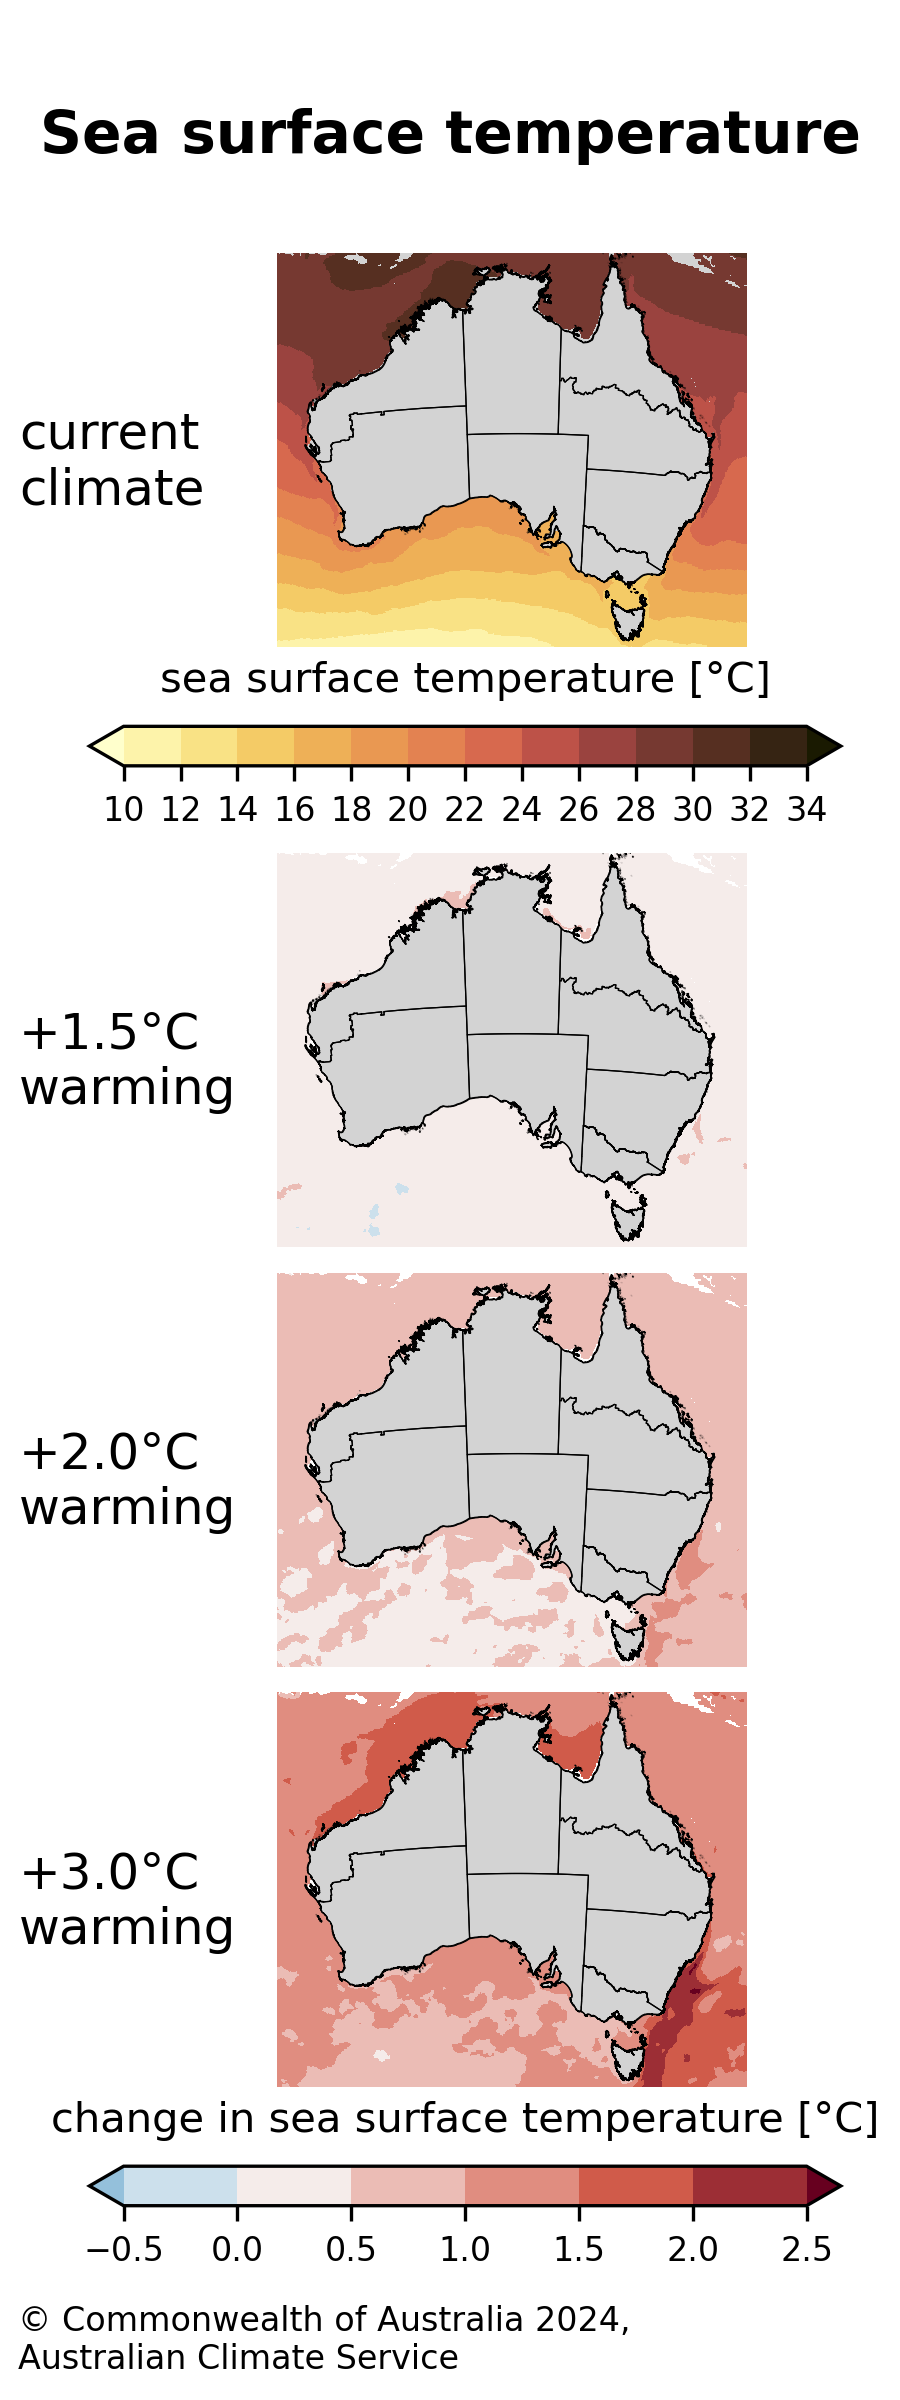 Sea surface temperature
current
climate
sea surface temperature [°C]
10 12 14 16 18 20 22 24 26 28 30 32 34
+1.5°C
warming
+2.0°C
warming
+3.0°C
warming
change in sea surface temperature [°C]
−0.5 0.0 0.5 1.0 1.5 2.0 2.5
© Commonwealth of Australia 2024,
Australian Climate Service